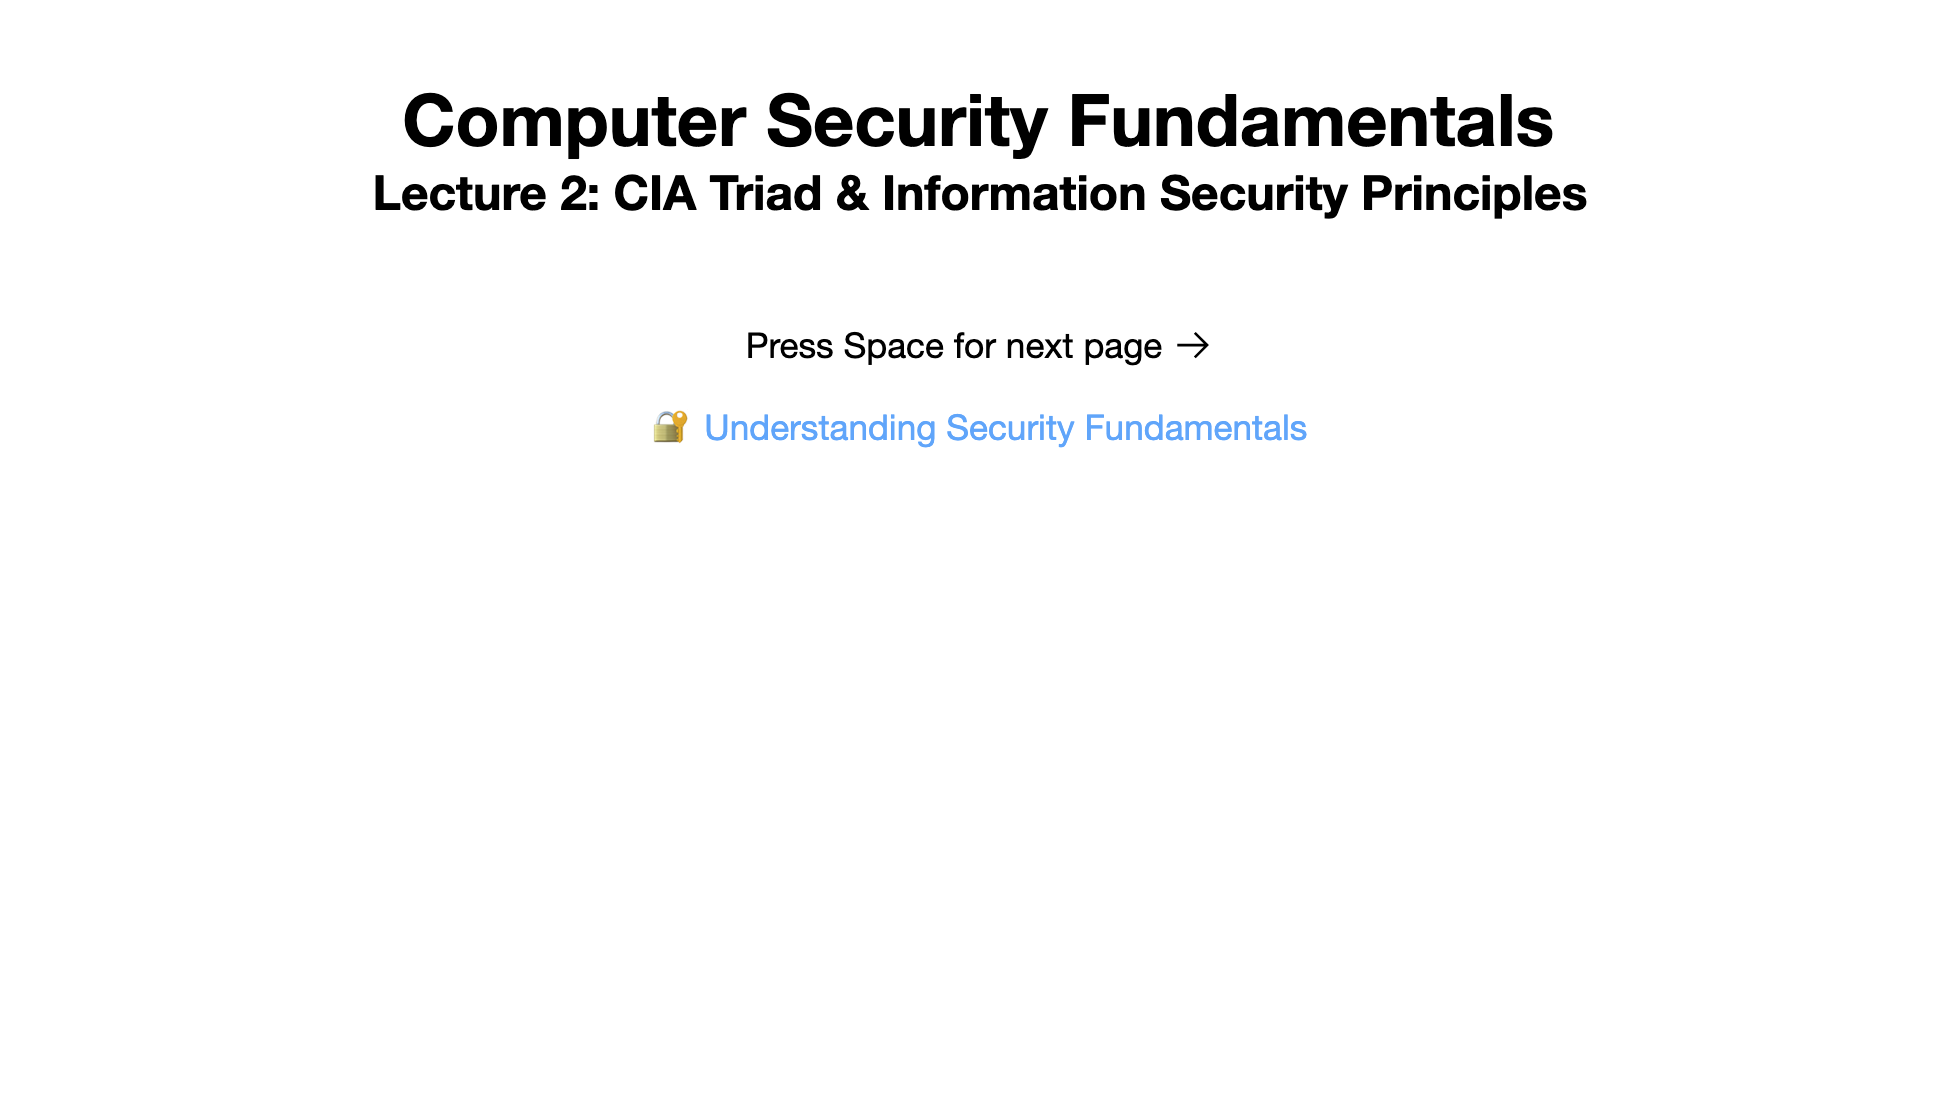 Computer Security Fundamentals
Lecture 2: CIA Triad & Information Security Principles
Press Space for next page →
🔐 Understanding Security Fundamentals